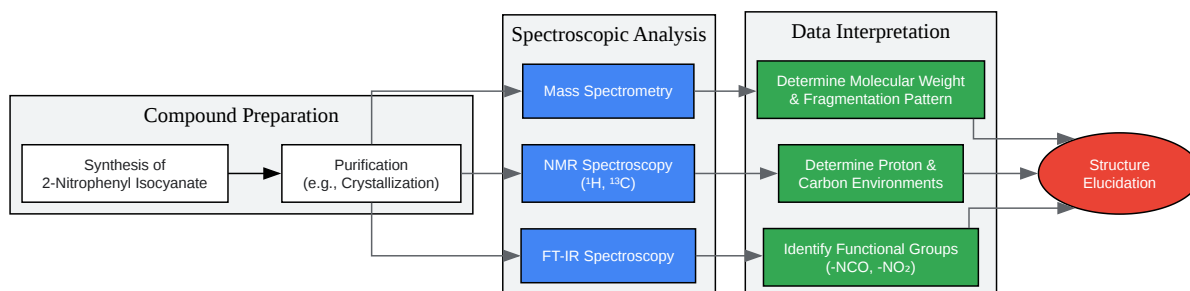 Compound Preparation
Synthesis of
2-Nitrophenyl Isocyanate
Purification
(e.g., Crystallization)
Spectroscopic Analysis
Mass Spectrometry
NMR Spectroscopy
(¹H, ¹³C)
FT-IR Spectroscopy
Data Interpretation
Determine Molecular Weight
& Fragmentation Pattern
Determine Proton &
Carbon Environments
Identify Functional Groups
(-NCO, -NO₂)
Structure
Elucidation